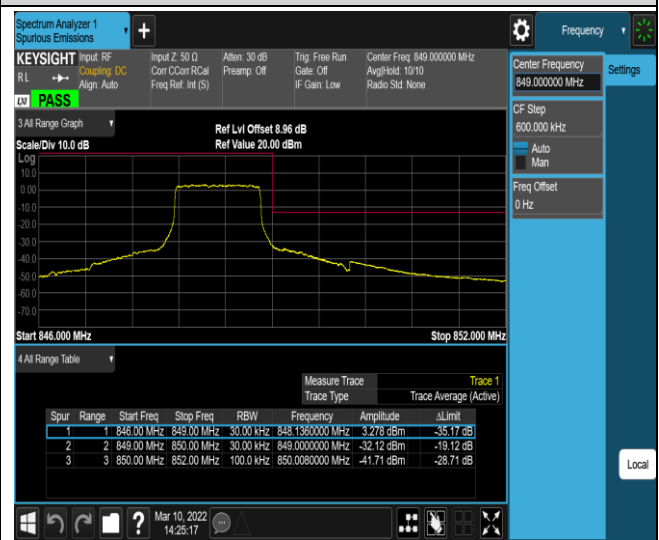 Spectrum Analyzer 1
Spurious Emissions
+
Frequency
KEYSIGHT
RL
LXI PASS
Input: RF
Coupling: DC
Align: Auto
Input Z: 50 Ω
Corr CCorr RCal
Freq Ref: Int (S)
Atten: 30 dB
Preamp: Off
Trig: Free Run
Gate: Off
IF Gain: Low
Center Freq: 849.000000 MHz
Avg|Hold: 10/10
Radio Std: None
Center Frequency
849.000000 MHz
Settings
CF Step
600.000 kHz
Auto
Man
Freq Offset
0 Hz
3 All Range Graph
Scale/Div 10.0 dB
Ref Lvl Offset 8.96 dB
Ref Value 20.00 dBm
Log
10.0
0.00
-10.0
-20.0
-30.0
-40.0
-50.0
-60.0
-70.0
Start 846.000 MHz Stop 852.000 MHz
4 All Range Table
Measure Trace Trace 1
Trace Type Trace Average (Active)
Spur Range Start Freq Stop Freq RBW Frequency Amplitude ΔLimit
1 1 846.00 MHz 849.00 MHz 30.00 kHz 848.1360000 MHz 3.278 dBm -35.17 dB
2 2 849.00 MHz 850.00 MHz 30.00 kHz 849.0000000 MHz -32.12 dBm -19.12 dB
3 3 850.00 MHz 852.00 MHz 100.0 kHz 850.0080000 MHz -41.71 dBm -28.71 dB
Local
?
Mar 10, 2022
14:25:17